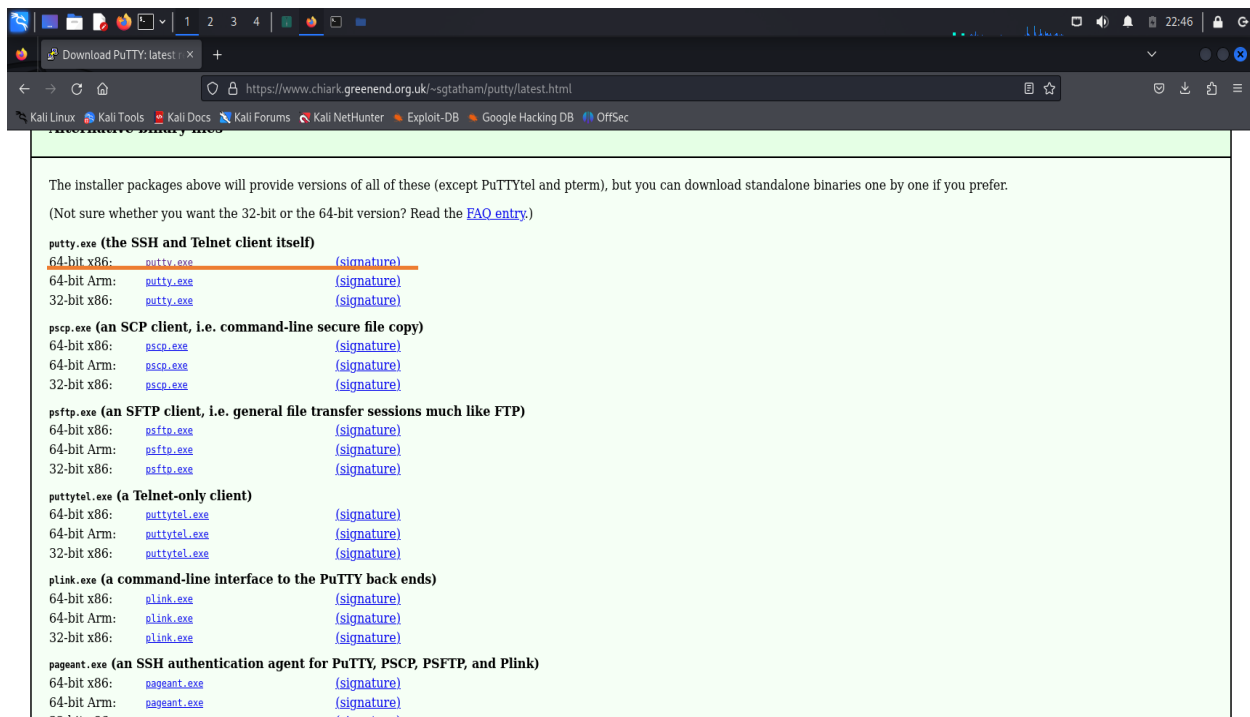 1 2 3 4 22:46
Download PuTTY: latest r
https://www.chiark.greenend.org.uk/~sgtatham/putty/latest.html
Kali Linux Kali Tools Kali Docs Kali Forums Kali NetHunter Exploit-DB Google Hacking DB OffSec
Alternative binary files
The installer packages above will provide versions of all of these (except PuTTYtel and pterm), but you can download standalone binaries one by one if you prefer.
(Not sure whether you want the 32-bit or the 64-bit version? Read the FAQ entry.)
putty.exe (the SSH and Telnet client itself)
64-bit x86: putty.exe (signature)
64-bit Arm: putty.exe (signature)
32-bit x86: putty.exe (signature)
pscp.exe (an SCP client, i.e. command-line secure file copy)
64-bit x86: pscp.exe (signature)
64-bit Arm: pscp.exe (signature)
32-bit x86: pscp.exe (signature)
psftp.exe (an SFTP client, i.e. general file transfer sessions much like FTP)
64-bit x86: psftp.exe (signature)
64-bit Arm: psftp.exe (signature)
32-bit x86: psftp.exe (signature)
puttytel.exe (a Telnet-only client)
64-bit x86: puttytel.exe (signature)
64-bit Arm: puttytel.exe (signature)
32-bit x86: puttytel.exe (signature)
plink.exe (a command-line interface to the PuTTY back ends)
64-bit x86: plink.exe (signature)
64-bit Arm: plink.exe (signature)
32-bit x86: plink.exe (signature)
pageant.exe (an SSH authentication agent for PuTTY, PSCP, PSFTP, and Plink)
64-bit x86: pageant.exe (signature)
64-bit Arm: pageant.exe (signature)